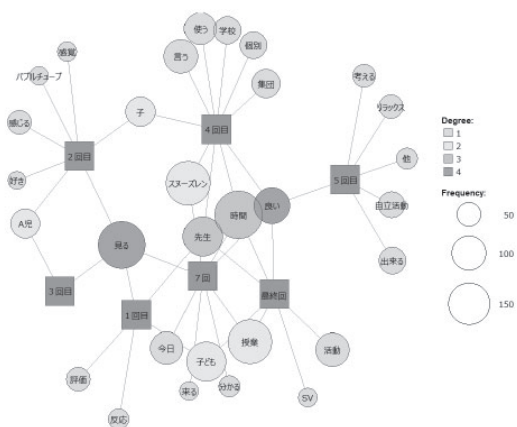 使う
学校
言う
個別
感覚
バブルチューブ
集団
考える
リラックス
子
感じる
4回目
2回目
他
好き
スヌーズレン
5回目
A児
時間
良い
自立活動
先生
見る
出来る
7回
3回目
最終回
1回目
今日
授業
子ども
活動
評価
来る
分かる
SV
反応
Degree:
1
2
3
4
Frequency:
50
100
150